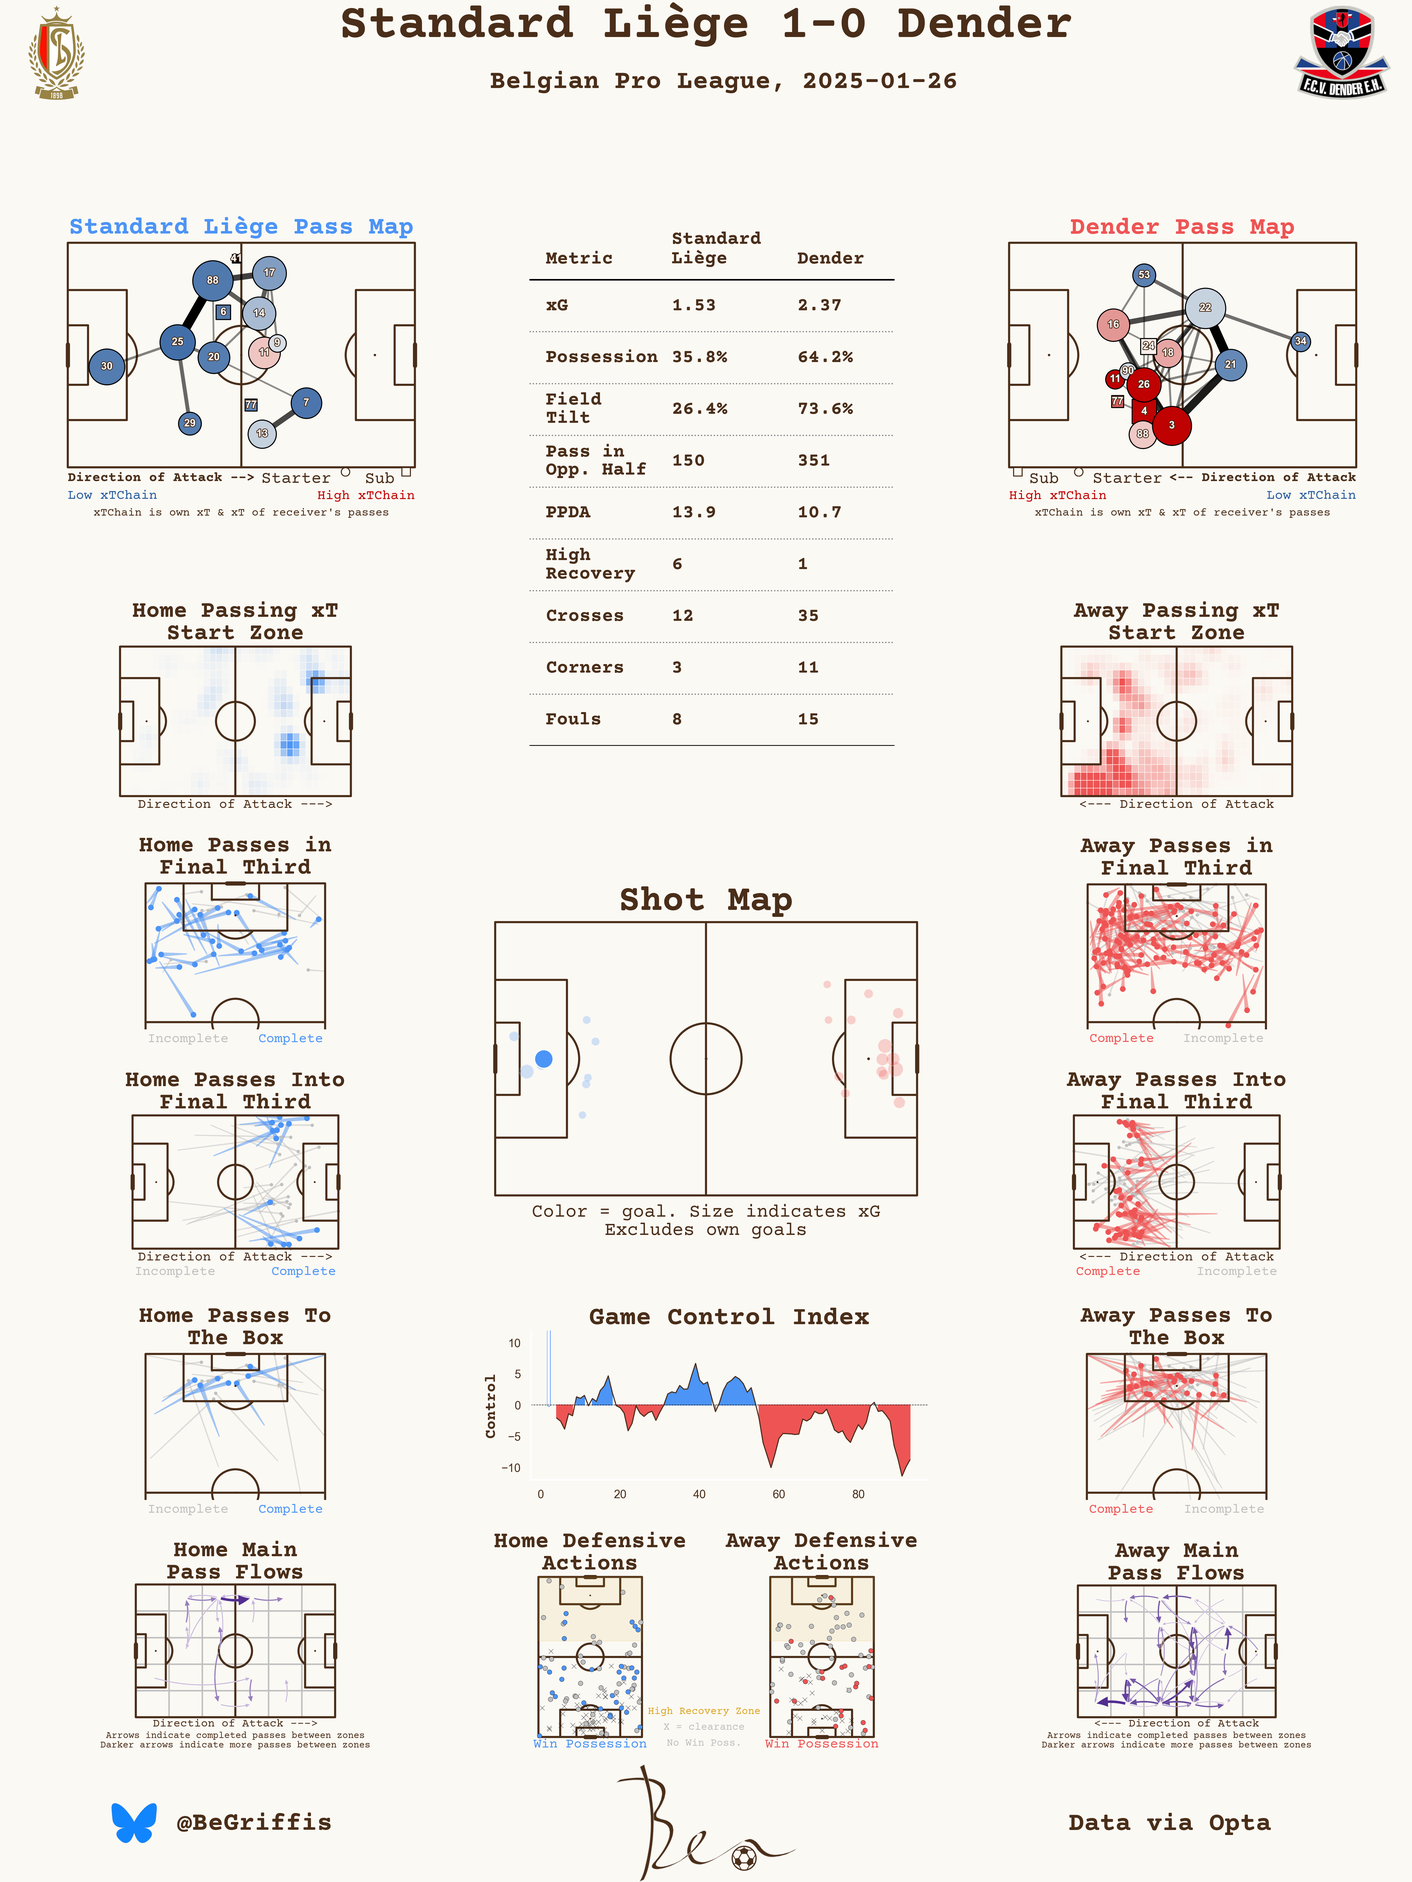 Standard Liège 1-0 Dender
Belgian Pro League, 2025-01-26
1898
F.C.V. DENDER E.H.
Standard Liège Pass Map
41
17
88
6
14
9
25
11
20
30
7
77
29
13
Direction of Attack --> Starter Sub
Low xTChain High xTChain
xTChain is own xT & xT of receiver's passes
Metric Standard Liège Dender
xG 1.53 2.37
Possession 35.8% 64.2%
Field Tilt 26.4% 73.6%
Pass in Opp. Half 150 351
PPDA 13.9 10.7
High Recovery 6 1
Crosses 12 35
Corners 3 11
Fouls 8 15
Dender Pass Map
53
22
16
34
24
18
21
90
11
26
77
4
3
88
Sub Starter <-- Direction of Attack
High xTChain Low xTChain
xTChain is own xT & xT of receiver's passes
Home Passing xT
Start Zone
Direction of Attack --->
Away Passing xT
Start Zone
<--- Direction of Attack
Home Passes in
Final Third
Incomplete Complete
Away Passes in
Final Third
Complete Incomplete
Shot Map
Color = goal. Size indicates xG
Excludes own goals
Home Passes Into
Final Third
Direction of Attack --->
Incomplete Complete
Away Passes Into
Final Third
<--- Direction of Attack
Complete Incomplete
Home Passes To
The Box
Incomplete Complete
Game Control Index
Control
10
5
0
−5
−10
0 20 40 60 80
Away Passes To
The Box
Complete Incomplete
Home Main
Pass Flows
Direction of Attack --->
Arrows indicate completed passes between zones
Darker arrows indicate more passes between zones
Home Defensive
Actions
Win Possession
Away Defensive
Actions
Win Possession
High Recovery Zone
X = clearance
No Win Poss.
Away Main
Pass Flows
<--- Direction of Attack
Arrows indicate completed passes between zones
Darker arrows indicate more passes between zones
@BeGriffis
Ben
Data via Opta